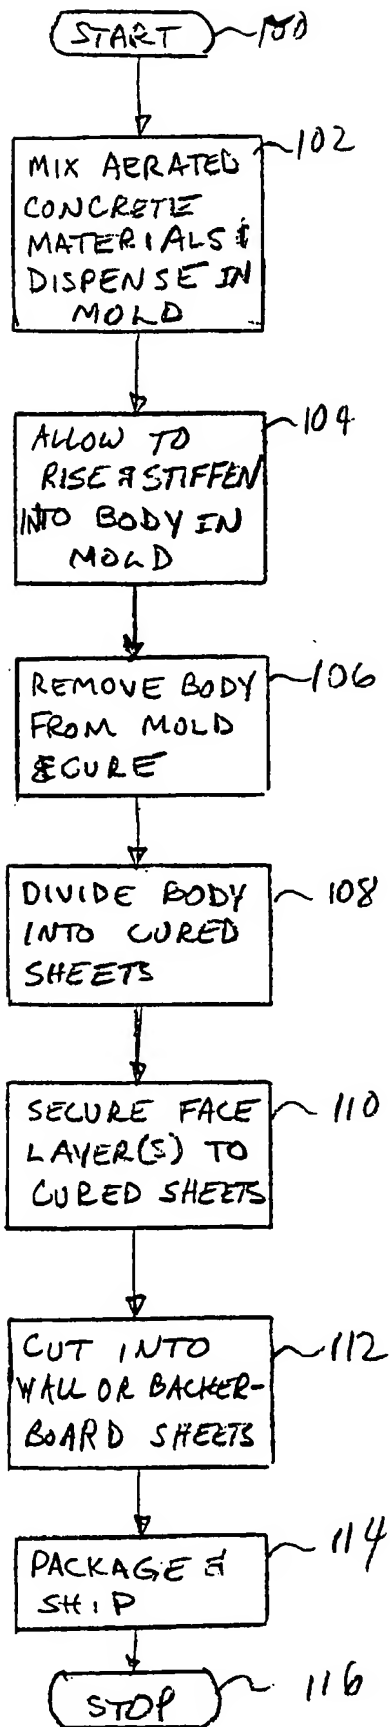 START 100
MIX AERATED 102
CONCRETE
MATERIALS &
DISPENSE IN
MOLD
ALLOW TO 104
RISE & STIFFEN
INTO BODY IN
MOLD
REMOVE BODY 106
FROM MOLD
& CURE
DIVIDE BODY 108
INTO CURED
SHEETS
SECURE FACE 110
LAYER(S) TO
CURED SHEETS
CUT INTO 112
WALL OR BACKER-
BOARD SHEETS
PACKAGE & 114
SHIP
STOP 116